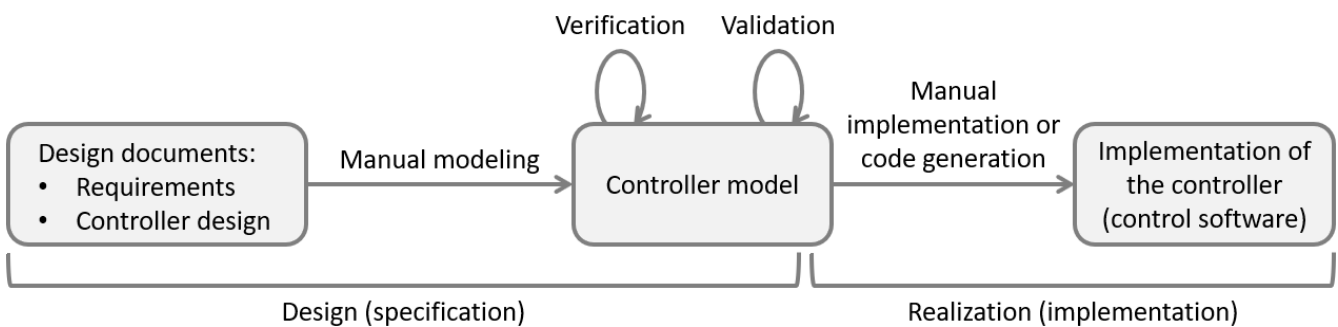 Verification
Validation
Design documents:
• Requirements
• Controller design
Manual modeling
Controller model
Manual
implementation or
code generation
Implementation of
the controller
(control software)
Design (specification)
Realization (implementation)